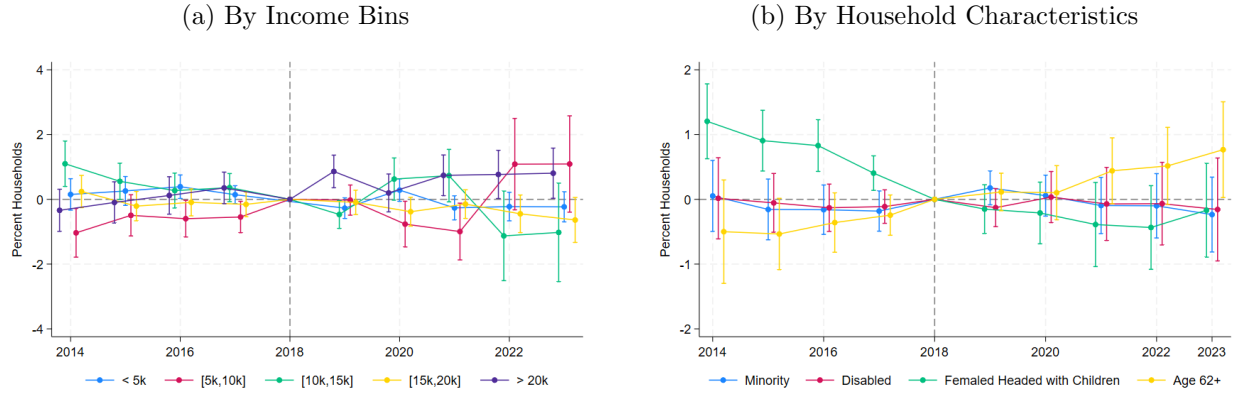 (a) By Income Bins
Percent Households
4
2
0
-2
-4
2014 2016 2018 2020 2022
< 5k [5k,10k] [10k,15k] [15k,20k] > 20k
(b) By Household Characteristics
Percent Households
2
1
0
-1
-2
2014 2016 2018 2020 2022 2023
Minority Disabled Femaled Headed with Children Age 62+